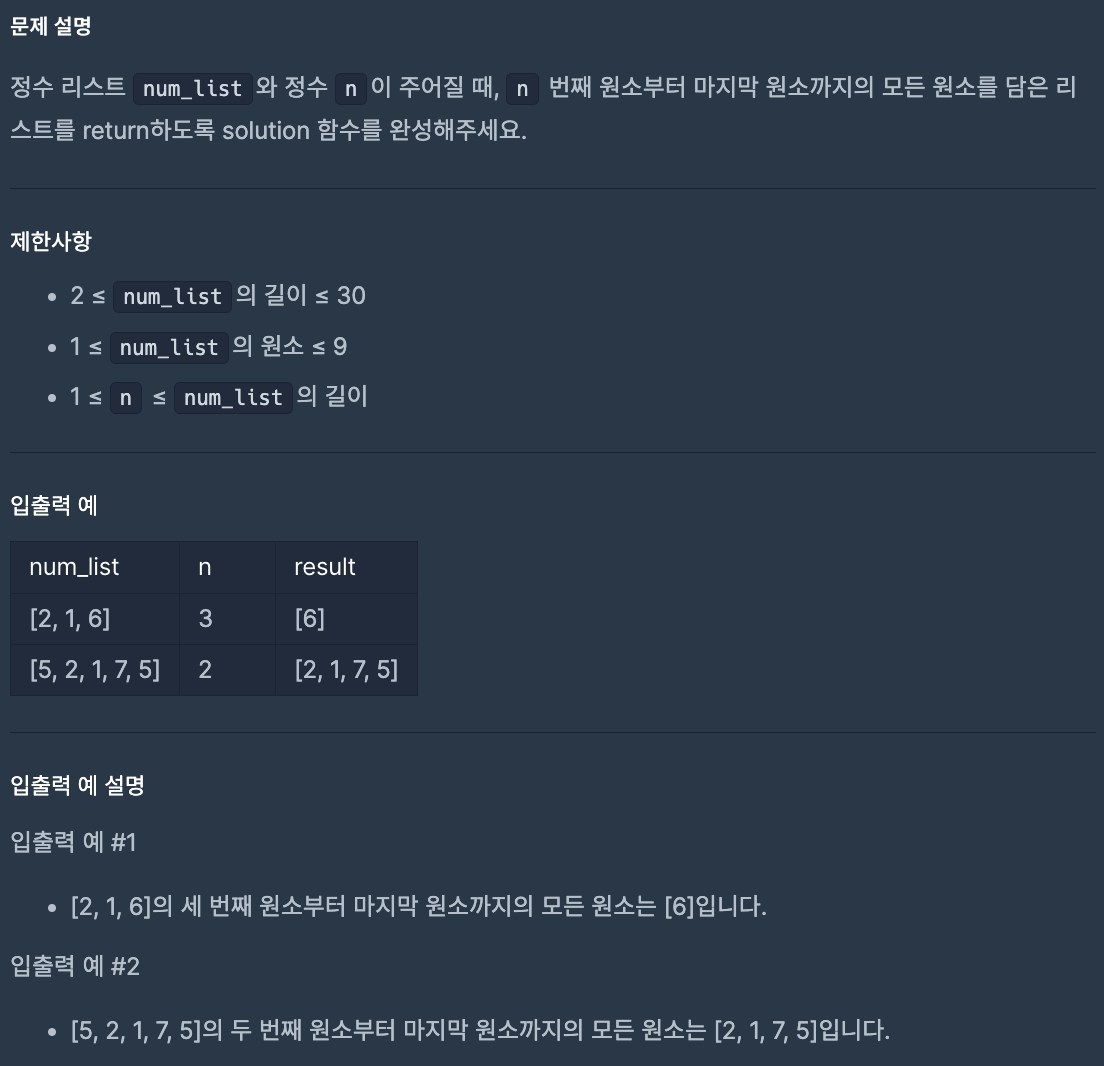 문제 설명
정수 리스트 num_list와 정수 n이 주어질 때, n 번째 원소부터 마지막 원소까지의 모든 원소를 담은 리
스트를 return하도록 solution 함수를 완성해주세요.
제한사항
• 2 ≤ num_list의 길이 ≤ 30
• 1 ≤ num_list의 원소 ≤ 9
• 1 ≤ n ≤ num_list의 길이
입출력 예
num_list n result
[2, 1, 6] 3 [6]
[5, 2, 1, 7, 5] 2 [2, 1, 7, 5]
입출력 예 설명
입출력 예 #1
• [2, 1, 6]의 세 번째 원소부터 마지막 원소까지의 모든 원소는 [6]입니다.
입출력 예 #2
• [5, 2, 1, 7, 5]의 두 번째 원소부터 마지막 원소까지의 모든 원소는 [2, 1, 7, 5]입니다.